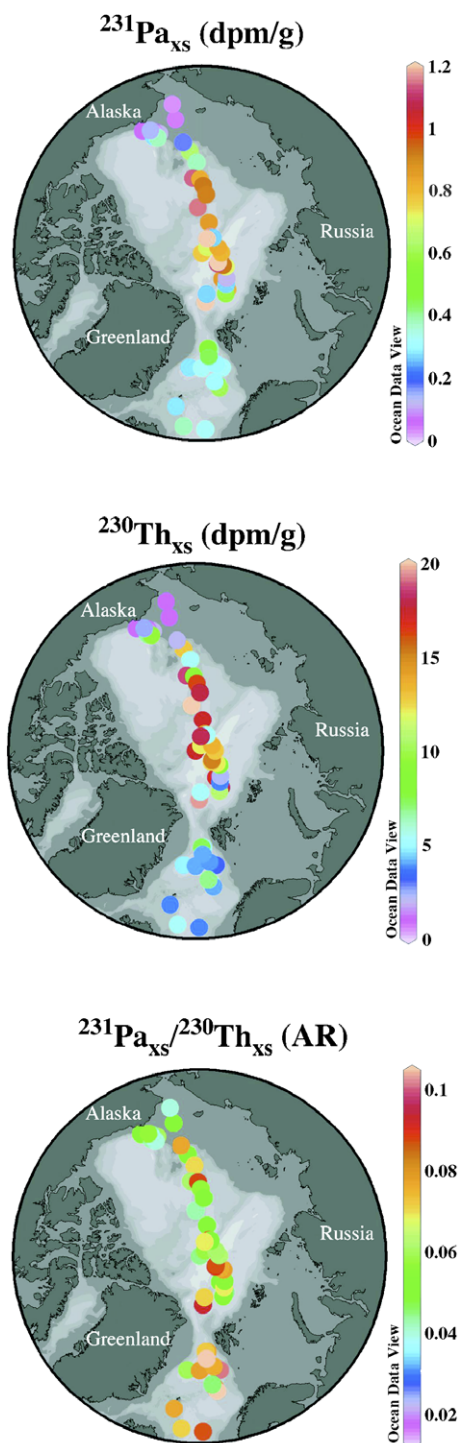 ²³¹Paₓₛ (dpm/g)
Alaska
Russia
Greenland
1.2
1
0.8
0.6
0.4
0.2
0
Ocean Data View
²³⁰Thₓₛ (dpm/g)
Alaska
Russia
Greenland
20
15
10
5
0
Ocean Data View
²³¹Paₓₛ/²³⁰Thₓₛ (AR)
Alaska
Russia
Greenland
0.1
0.08
0.06
0.04
0.02
Ocean Data View